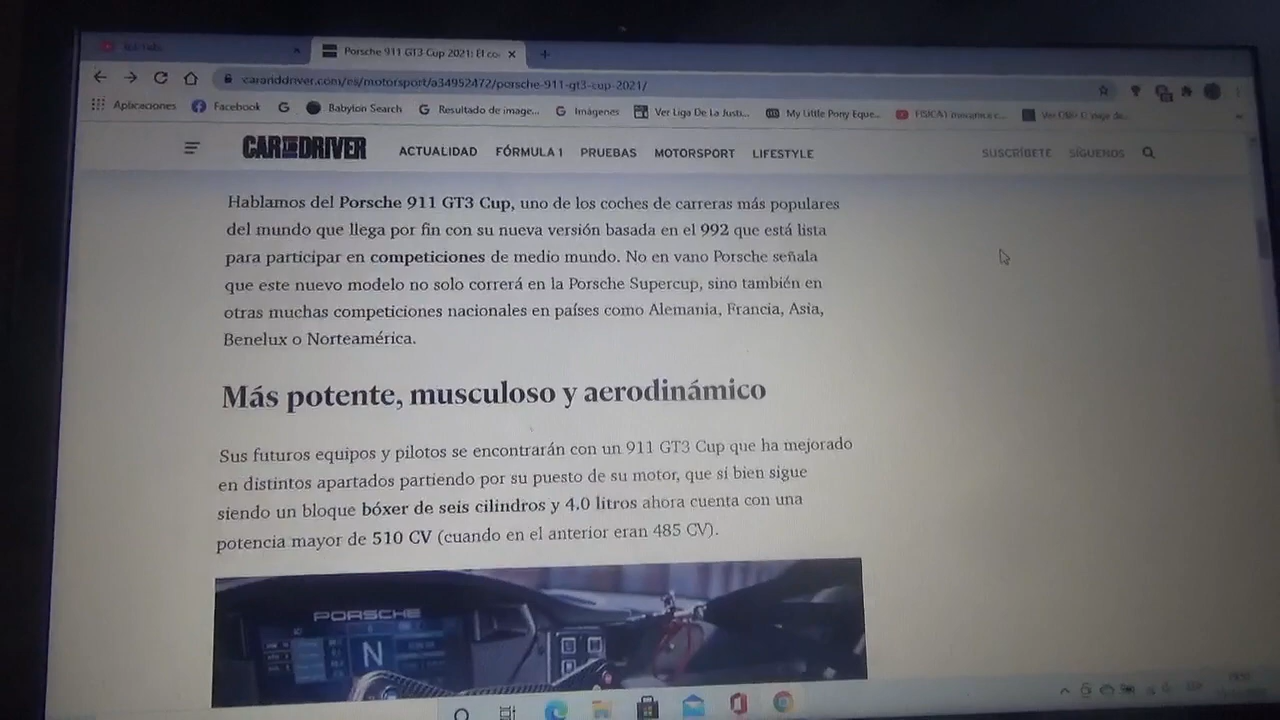 Porsche 911 GT3 Cup 2021: El co
caranddriver.com/es/motorsport/a34952472/porsche-911-gt3-cup-2021/
Aplicaciones Facebook Babylon Search Resultado de image... Imágenes Ver Liga De La Justi... My Little Pony Eque...
CAR AND DRIVER ACTUALIDAD FÓRMULA 1 PRUEBAS MOTORSPORT LIFESTYLE SUSCRÍBETE SÍGUENOS
Hablamos del Porsche 911 GT3 Cup, uno de los coches de carreras más populares
del mundo que llega por fin con su nueva versión basada en el 992 que está lista
para participar en competiciones de medio mundo. No en vano Porsche señala
que este nuevo modelo no solo correrá en la Porsche Supercup, sino también en
otras muchas competiciones nacionales en países como Alemania, Francia, Asia,
Benelux o Norteamérica.
Más potente, musculoso y aerodinámico
Sus futuros equipos y pilotos se encontrarán con un 911 GT3 Cup que ha mejorado
en distintos apartados partiendo por su puesto de su motor, que si bien sigue
siendo un bloque bóxer de seis cilindros y 4.0 litros ahora cuenta con una
potencia mayor de 510 CV (cuando en el anterior eran 485 CV).
PORSCHE
N